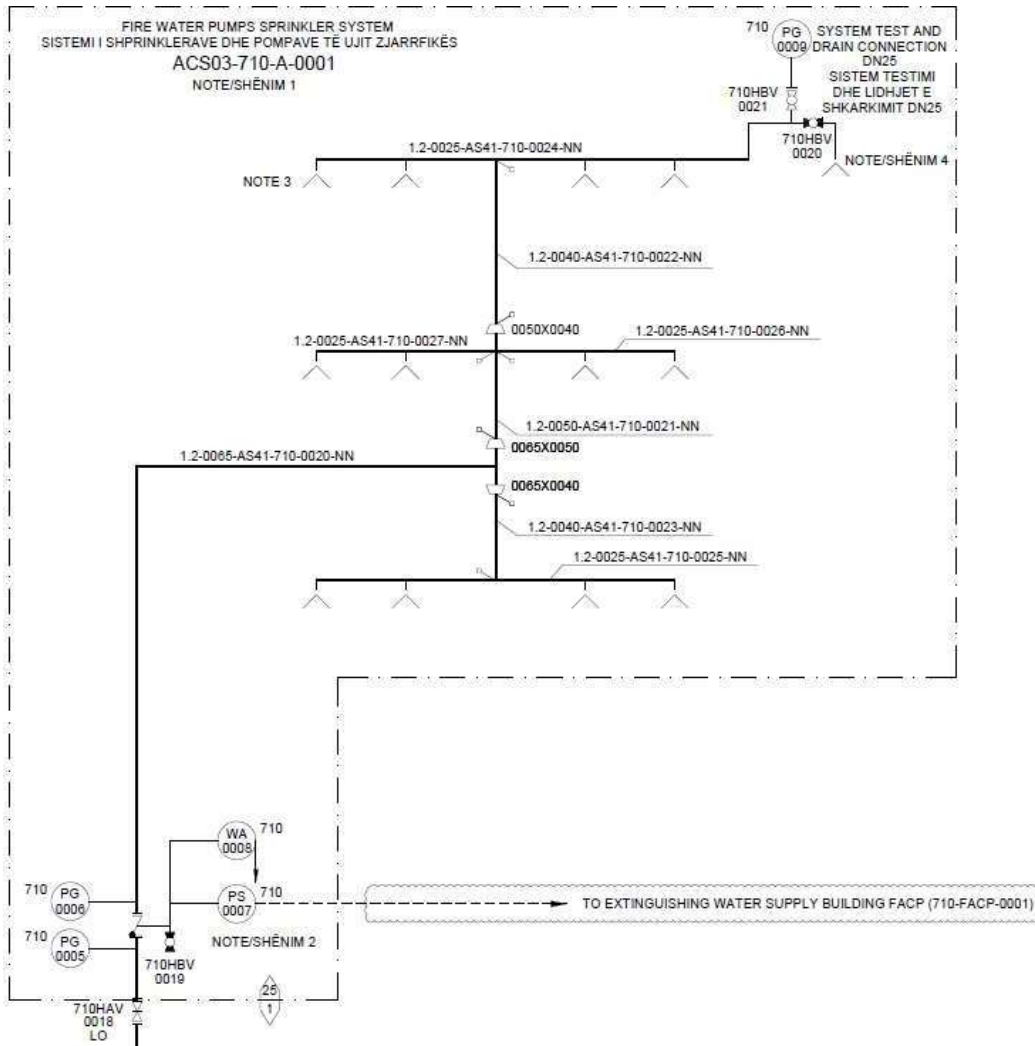 FIRE WATER PUMPS SPRINKLER SYSTEM
SISTEMI I SHPRINKLERAVE DHE POMPAVE TË UJIT ZJARRFIKËS
ACS03-710-A-0001
NOTE/SHËNIM 1
710
PG
0009
SYSTEM TEST AND
DRAIN CONNECTION
DN25
SISTEM TESTIMI
DHE LIDHJET E
SHKARKIMIT DN25
710HBV
0021
710HBV
0020
NOTE/SHËNIM 4
1.2-0025-AS41-710-0024-NN
NOTE 3
1.2-0040-AS41-710-0022-NN
0050X0040
1.2-0025-AS41-710-0027-NN
1.2-0025-AS41-710-0026-NN
1.2-0050-AS41-710-0021-NN
0065X0050
1.2-0065-AS41-710-0020-NN
0065X0040
1.2-0040-AS41-710-0023-NN
1.2-0025-AS41-710-0025-NN
WA
0008
710
710
PG
0006
PS
0007
710
TO EXTINGUISHING WATER SUPPLY BUILDING FACP (710-FACP-0001)
710
PG
0005
NOTE/SHËNIM 2
710HBV
0019
25
1
710HAV
0018
LO